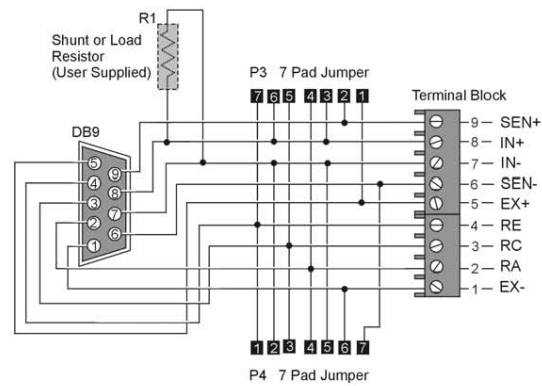 R1
Shunt or Load
Resistor
(User Supplied)
P3 7 Pad Jumper
7 6 5 4 3 2 1
Terminal Block
DB9
5
9
4
8
3
7
2
6
1
9 SEN+
8 IN+
7 IN-
6 SEN-
5 EX+
4 RE
3 RC
2 RA
1 EX-
1 2 3 4 5 6 7
P4 7 Pad Jumper